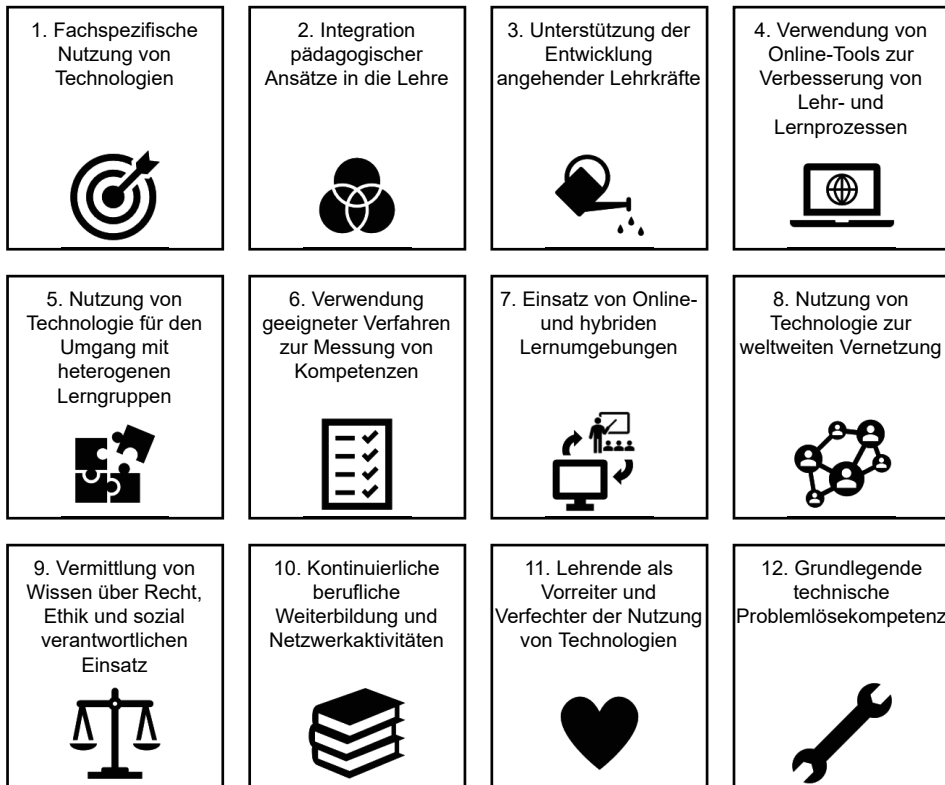 1. Fachspezifische
Nutzung von
Technologien
2. Integration
pädagogischer
Ansätze in die Lehre
3. Unterstützung der
Entwicklung
angehender Lehrkräfte
4. Verwendung von
Online-Tools zur
Verbesserung von
Lehr- und
Lernprozessen
5. Nutzung von
Technologie für den
Umgang mit
heterogenen
Lerngruppen
6. Verwendung
geeigneter Verfahren
zur Messung von
Kompetenzen
7. Einsatz von Online-
und hybriden
Lernumgebungen
8. Nutzung von
Technologie zur
weltweiten Vernetzung
9. Vermittlung von
Wissen über Recht,
Ethik und sozial
verantwortlichen
Einsatz
10. Kontinuierliche
berufliche
Weiterbildung und
Netzwerkaktivitäten
11. Lehrende als
Vorreiter und
Verfechter der Nutzung
von Technologien
12. Grundlegende
technische
Problemlösekompetenz